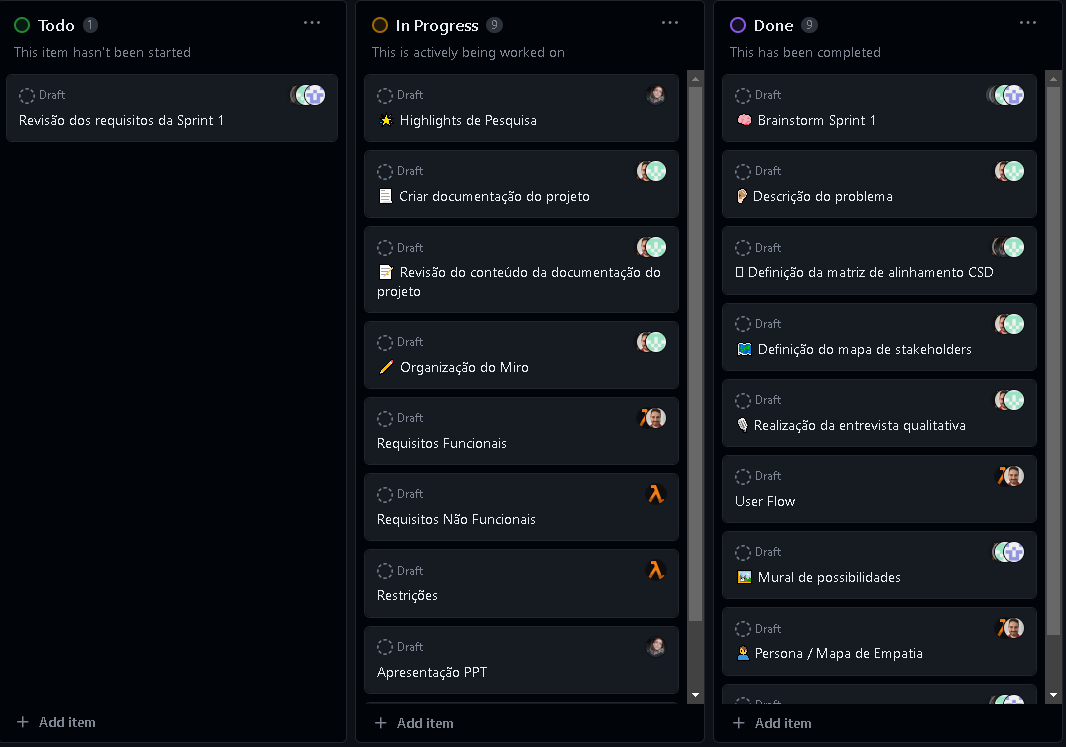 Todo 1
This item hasn't been started
Draft
Revisão dos requisitos da Sprint 1
Add item
In Progress 9
This is actively being worked on
Draft
Highlights de Pesquisa
Draft
Criar documentação do projeto
Draft
Revisão do conteúdo da documentação do
projeto
Draft
Organização do Miro
Draft
Requisitos Funcionais
Draft
Requisitos Não Funcionais
Draft
Restrições
Draft
Apresentação PPT
Add item
Done 9
This has been completed
Draft
Brainstorm Sprint 1
Draft
Descrição do problema
Draft
Definição da matriz de alinhamento CSD
Draft
Definição do mapa de stakeholders
Draft
Realização da entrevista qualitativa
Draft
User Flow
Draft
Mural de possibilidades
Draft
Persona / Mapa de Empatia
Add item